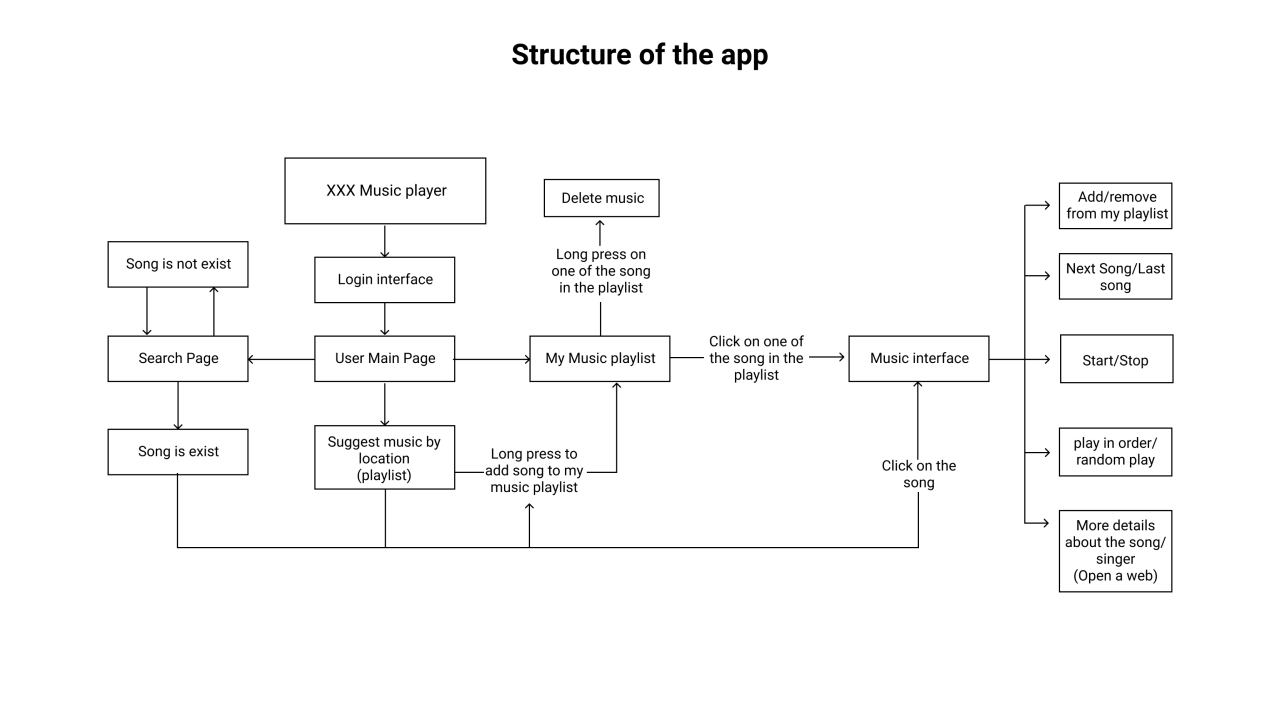 Structure of the app
XXX Music player
Delete music
Add/remove
from my playlist
Song is not exist
Login interface
Long press on
one of the song
in the playlist
Next Song/Last
song
Search Page
User Main Page
My Music playlist
Click on one of
the song in the
playlist
Music interface
Start/Stop
Song is exist
Suggest music by
location
(playlist)
Long press to
add song to my
music playlist
Click on the
song
play in order/
random play
More details
about the song/
singer
(Open a web)